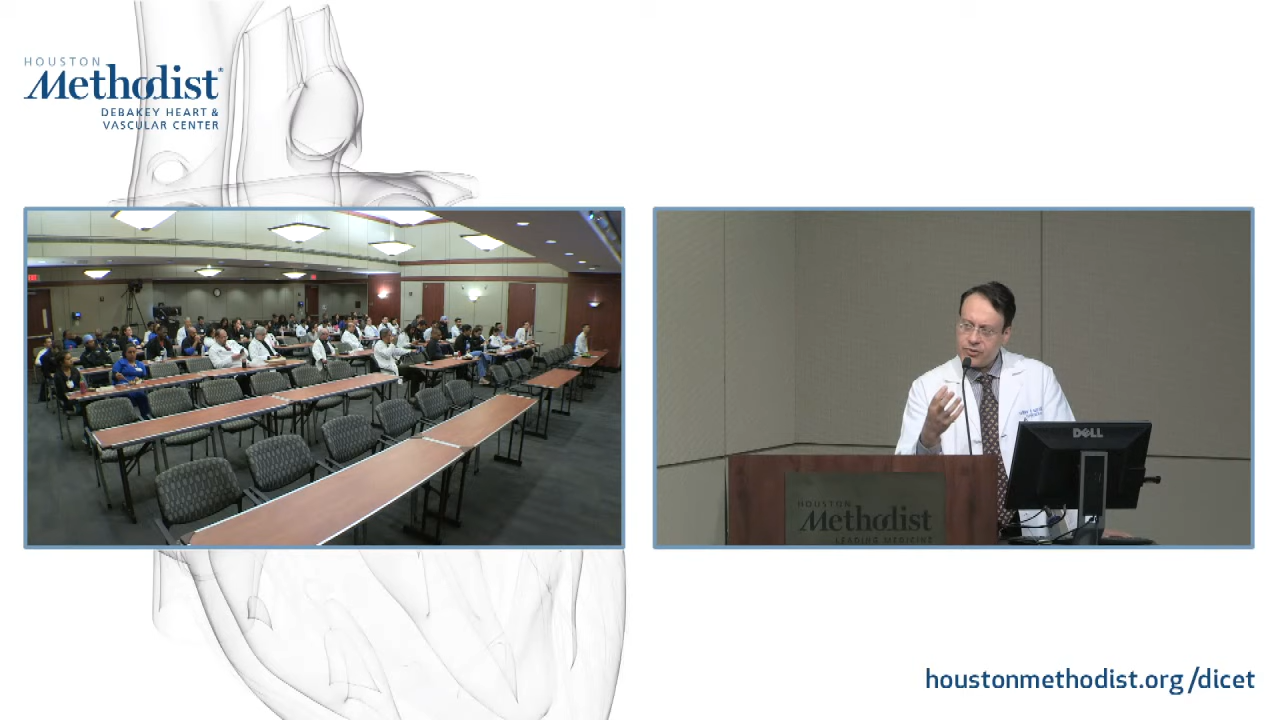 HOUSTON
Methodist
DEBAKEY HEART &
VASCULAR CENTER
DELL
HOUSTON
Methodist
LEADING MEDICINE
houstonmethodist.org/dicet